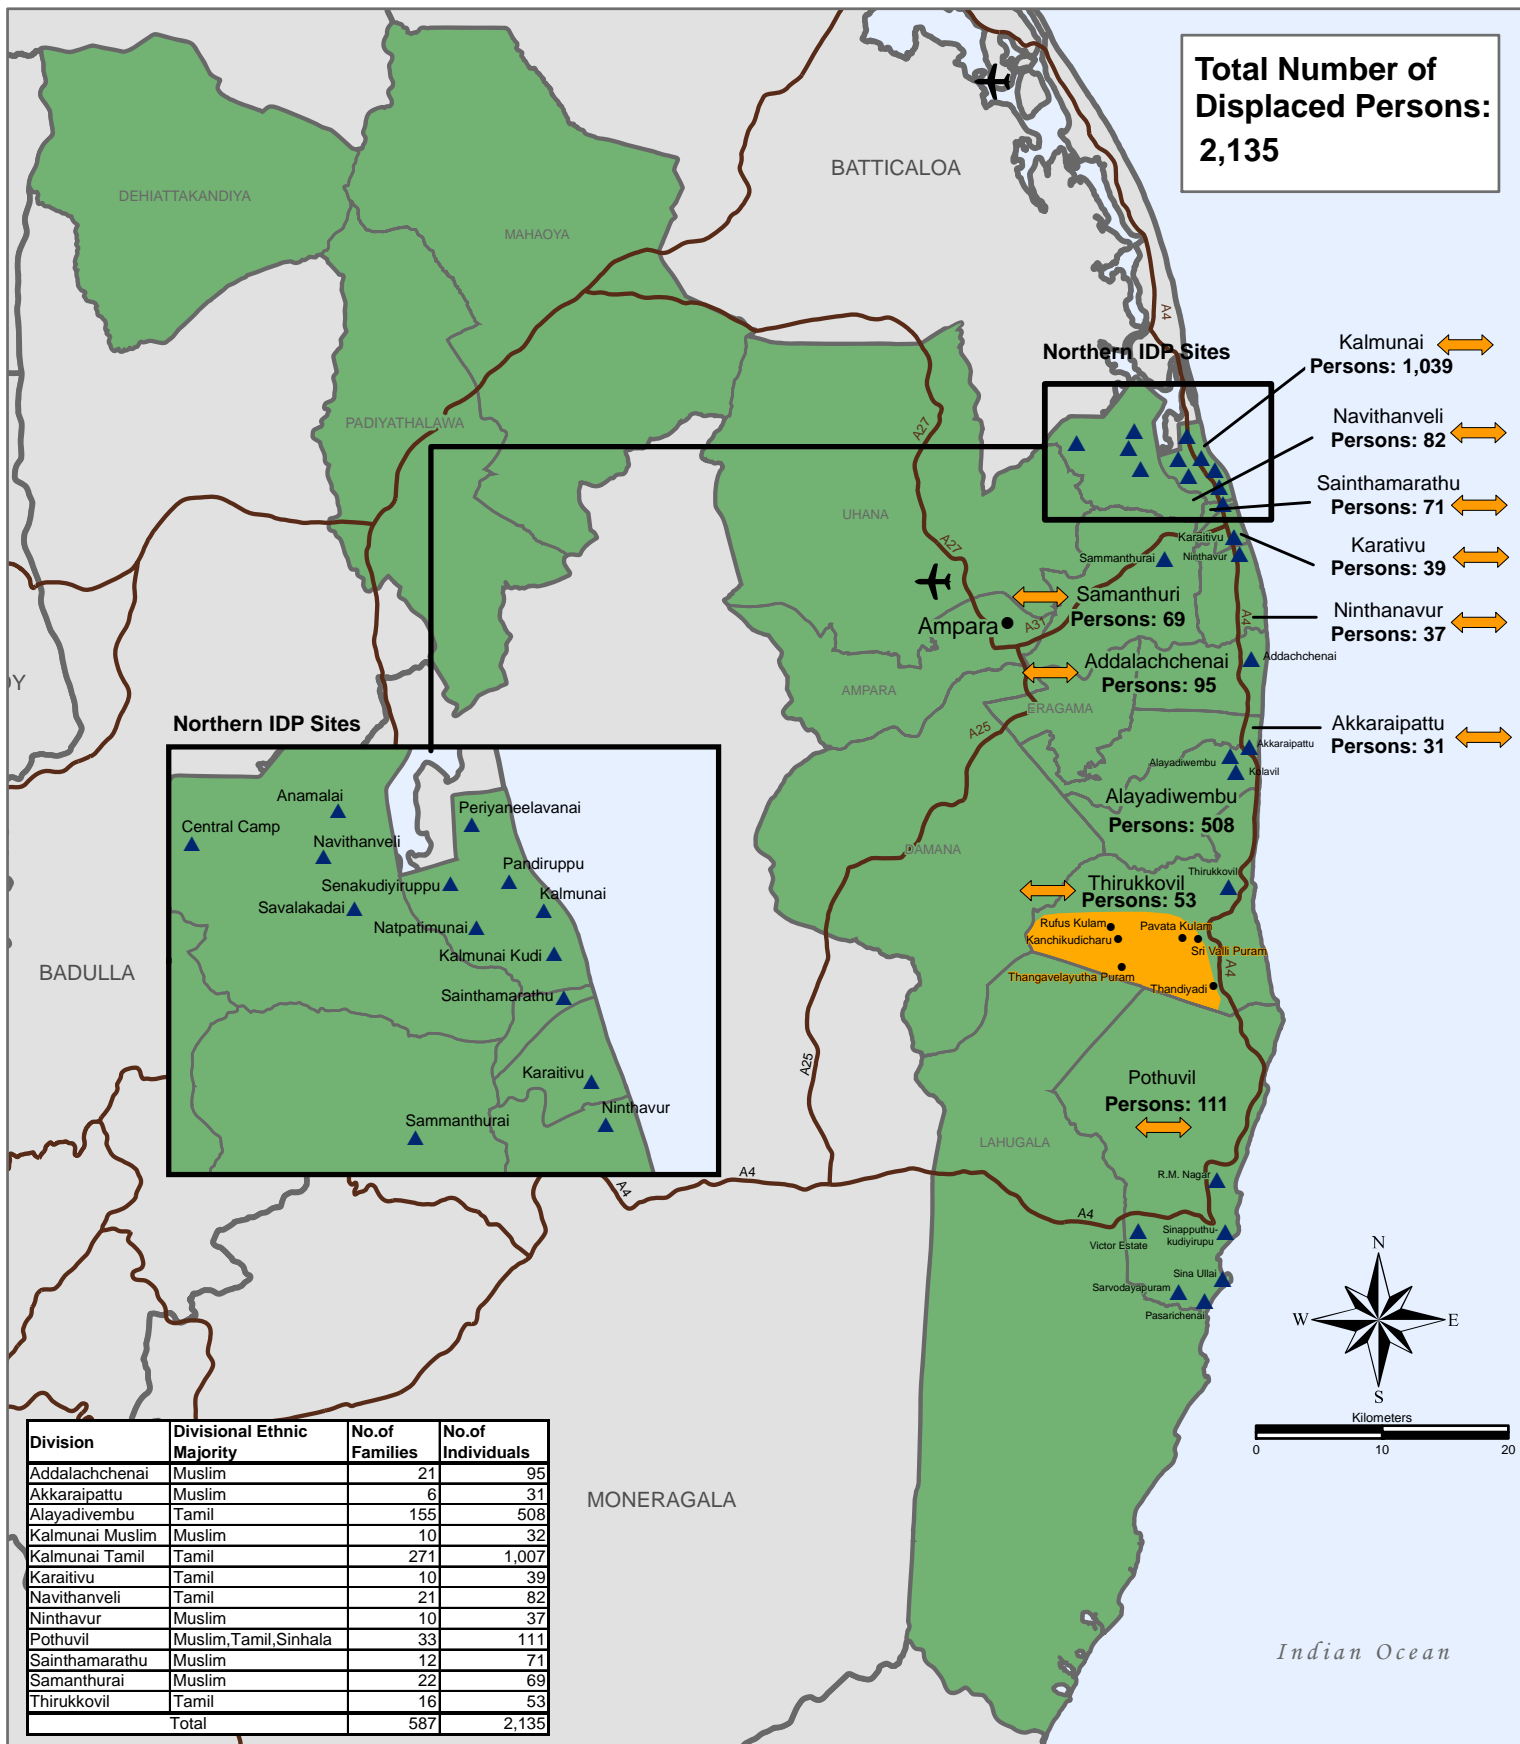 Total Number of
Displaced Persons:
2,135
BATTICALOA
DEHIATTAKANDIYA
MAHAOYA
PADIYATHALAWA
A4
Northern IDP Sites
Kalmunai
Persons: 1,039
Navithanveli
Persons: 82
Sainthamarathu
Persons: 71
Karativu
Persons: 39
Ninthanavur
Persons: 37
Akkaraipattu
Persons: 31
A27
UHANA
A27
Karaitivu
Ninthavur
Sammanthurai
Samanthuri
Persons: 69
Ampara
A31
A4
Addachchenai
Addalachchenai
Persons: 95
AMPARA
ERAGAMA
A25
Akkaraipattu
Alayadiwembu
Kolavil
Alayadiwembu
Persons: 508
DAMANA
Thirukkovil
Thirukkovil
Persons: 53
Rufus Kulam
Pavata Kulam
Kanchikudicharu
Sri Valli Puram
Thangavelayutha Puram
Thandiyadi
A4
A25
Pothuvil
Persons: 111
LAHUGALA
R.M. Nagar
A4
A4
A4
Sinapputhu-
kudiyirupu
Victor Estate
Sina Ullai
Sarvodayapuram
Pasarichenai
DY
BADULLA
MONERAGALA
Northern IDP Sites
Anamalai
Periyaneelavanai
Central Camp
Navithanveli
Pandiruppu
Senakudiyiruppu
Kalmunai
Savalakadai
Natpatimunai
Kalmunai Kudi
Sainthamarathu
Karaitivu
Ninthavur
Sammanthurai
N
W E
S
Kilometers
0 10 20
Indian Ocean
Division Divisional Ethnic Majority No.of Families No.of Individuals
Addalachchenai Muslim 21 95
Akkaraipattu Muslim 6 31
Alayadivembu Tamil 155 508
Kalmunai Muslim Muslim 10 32
Kalmunai Tamil Tamil 271 1,007
Karaitivu Tamil 10 39
Navithanveli Tamil 21 82
Ninthavur Muslim 10 37
Pothuvil Muslim,Tamil,Sinhala 33 111
Sainthamarathu Muslim 12 71
Samanthurai Muslim 22 69
Thirukkovil Tamil 16 53
Total 587 2,135